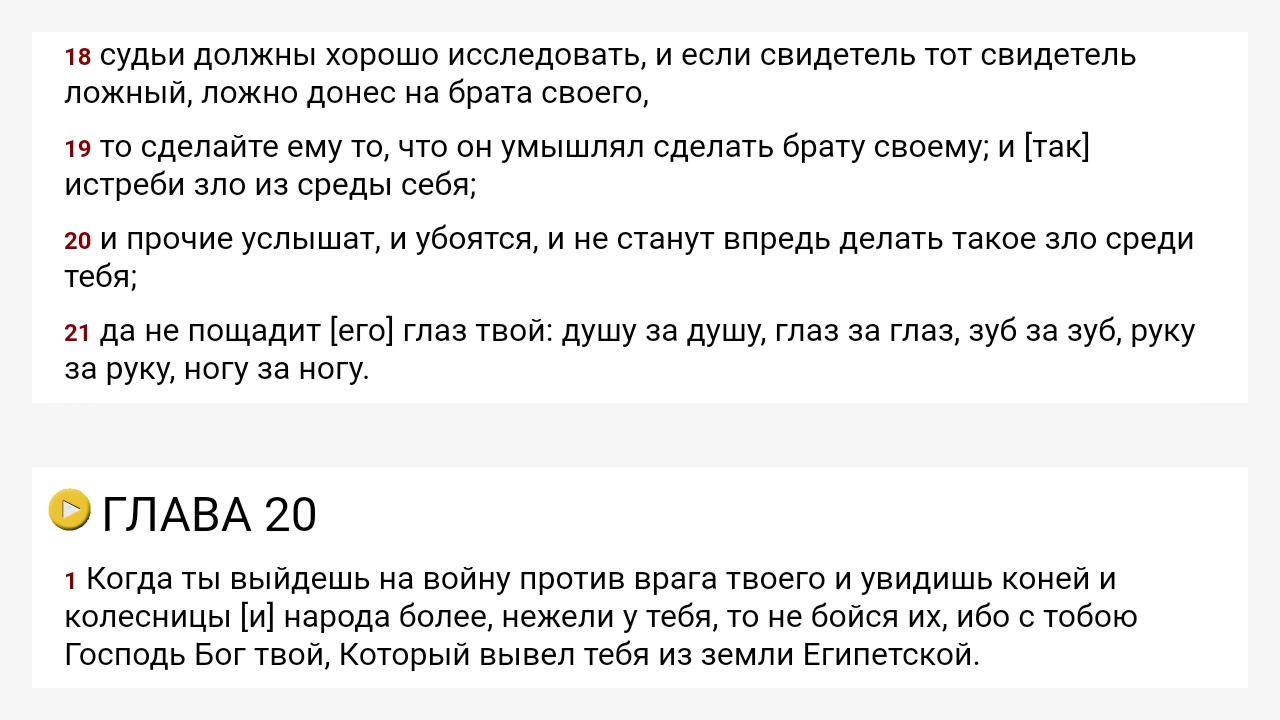 18 судьи должны хорошо исследовать, и если свидетель тот свидетель
ложный, ложно донес на брата своего,
19 то сделайте ему то, что он умышлял сделать брату своему; и [так]
истреби зло из среды себя;
20 и прочие услышат, и убоятся, и не станут впредь делать такое зло среди
тебя;
21 да не пощадит [его] глаз твой: душу за душу, глаз за глаз, зуб за зуб, руку
за руку, ногу за ногу.
ГЛАВА 20
1 Когда ты выйдешь на войну против врага твоего и увидишь коней и
колесницы [и] народа более, нежели у тебя, то не бойся их, ибо с тобою
Господь Бог твой, Который вывел тебя из земли Египетской.